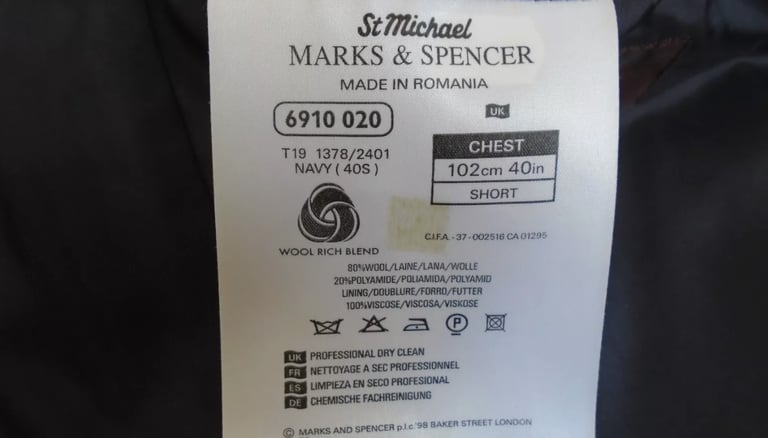 St Michael
MARKS & SPENCER
MADE IN ROMANIA
6910 020
UK
T19 1378/2401
NAVY ( 40S )
CHEST
102cm 40in
SHORT
WOOL RICH BLEND
C.I.F.A. - 37 - 002516 CA 01295
80%WOOL/LAINE/LANA/WOLLE
20%POLYAMIDE/POLIAMIDA/POLYAMID
LINING/DOUBLURE/FORRO/FUTTER
100%VISCOSE/VISCOSA/VISKOSE
P
UK PROFESSIONAL DRY CLEAN
FR NETTOYAGE A SEC PROFESSIONNEL
ES LIMPIEZA EN SECO PROFESIONAL
DE CHEMISCHE FACHREINIGUNG
© MARKS AND SPENCER p.l.c.'98 BAKER STREET LONDON